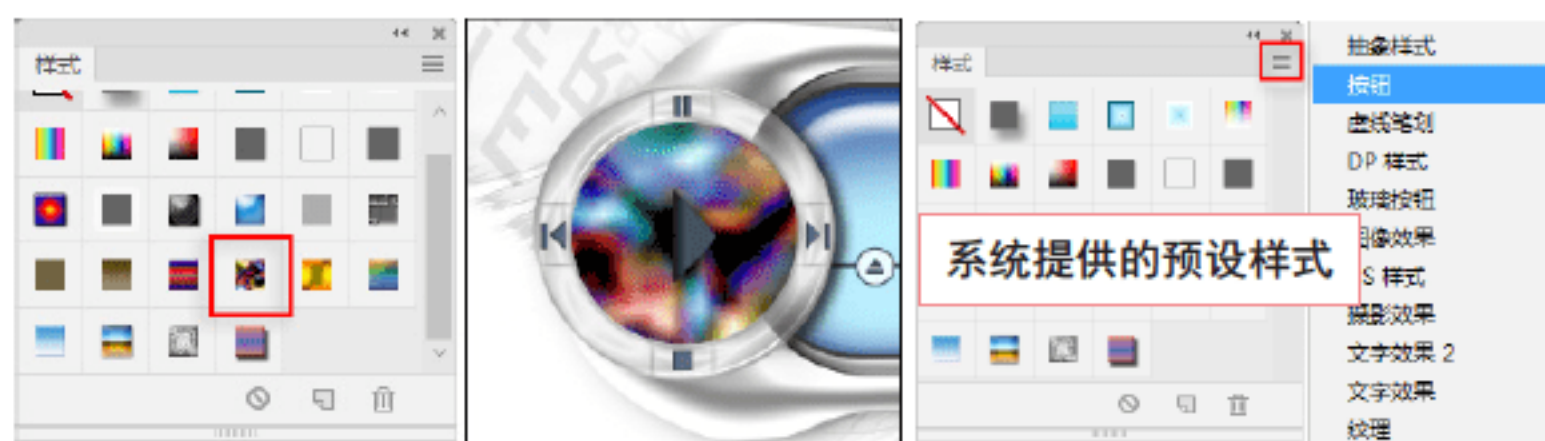 样式
样式
系统提供的预设样式
抽象样式
按钮
虚线笔划
DP 样式
玻璃按钮
图像效果
S 样式
摄影效果
文字效果 2
文字效果
纹理